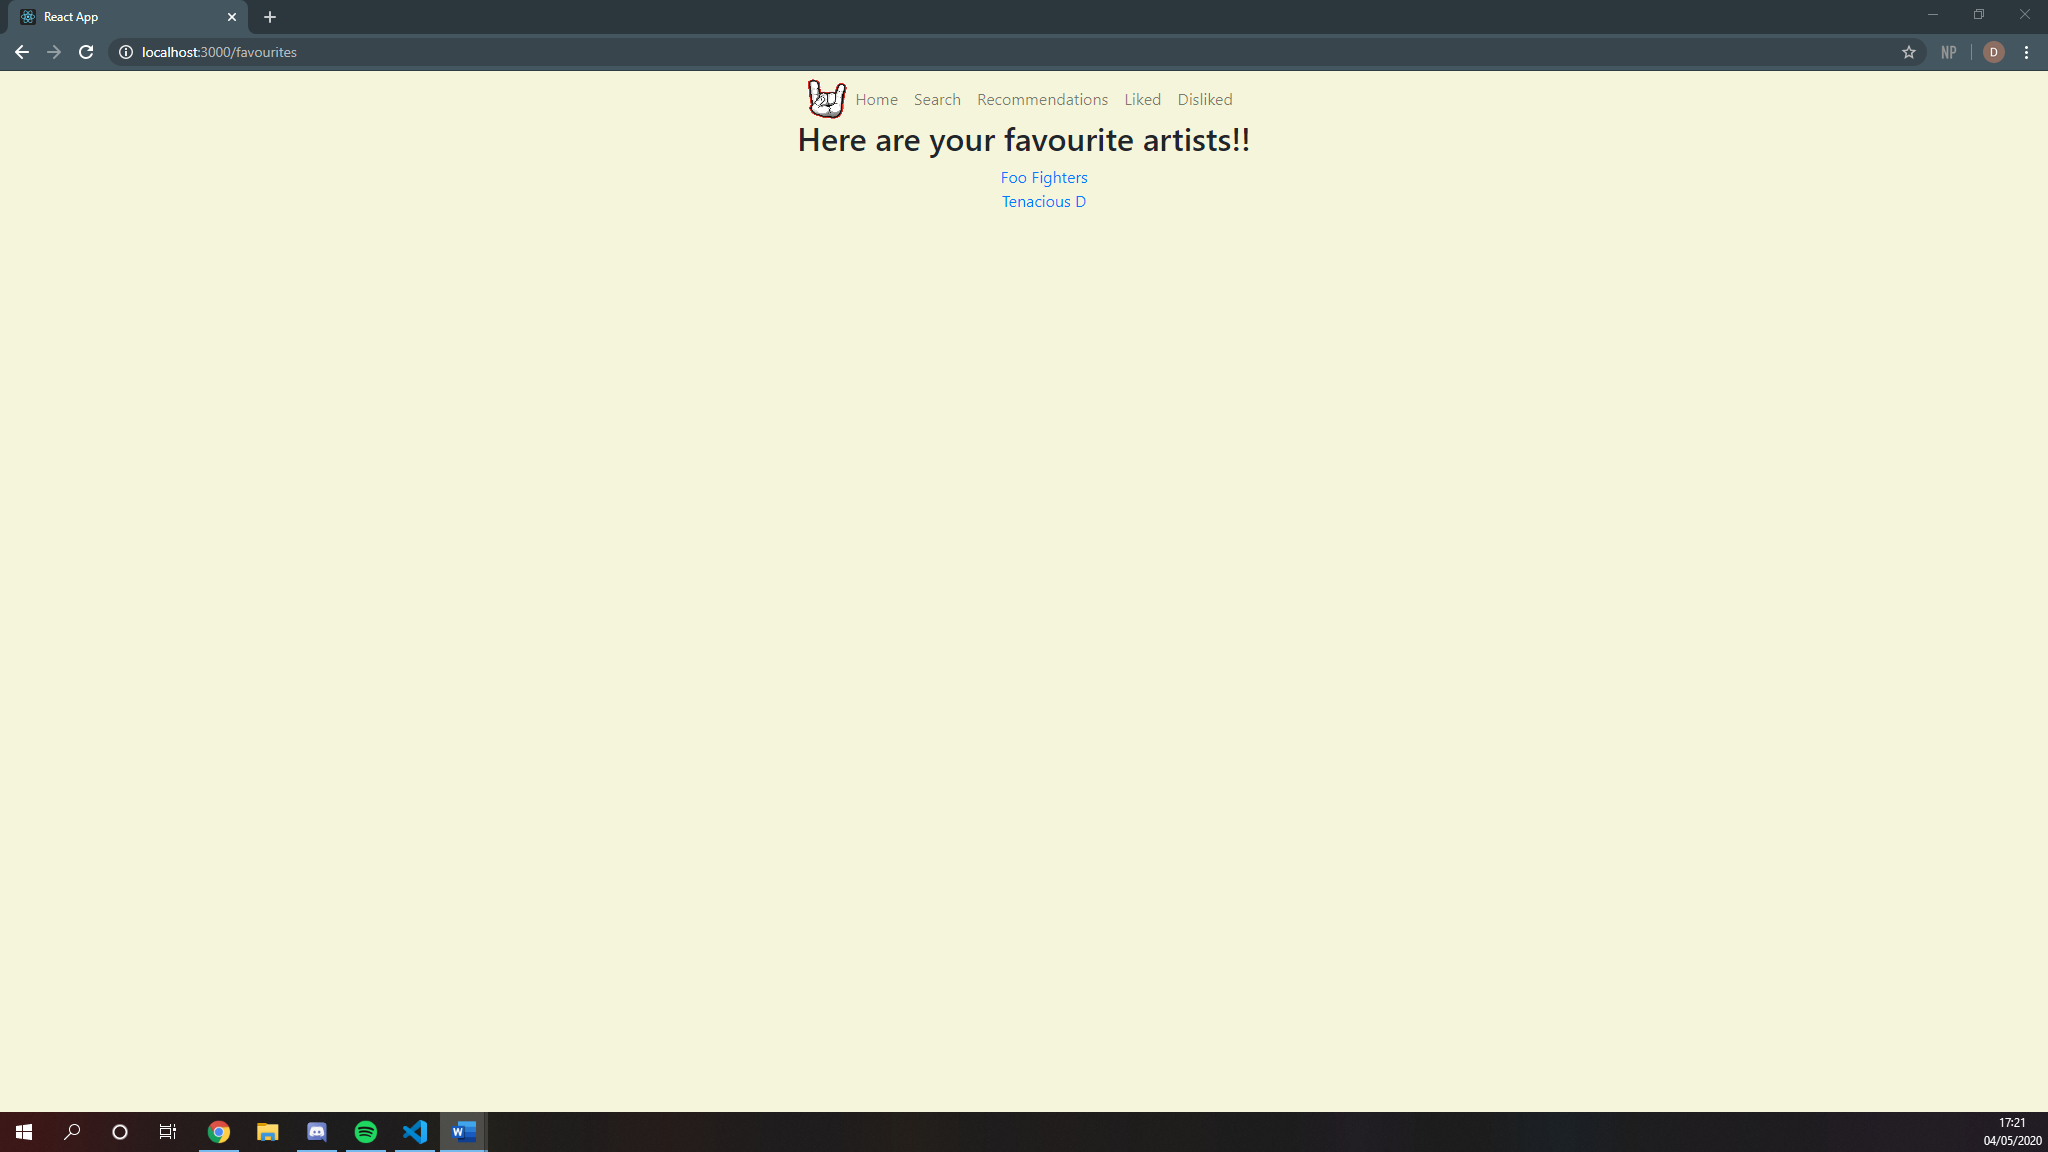 React App
localhost:3000/favourites
NP
D
Home Search Recommendations Liked Disliked
Here are your favourite artists!!
Foo Fighters
Tenacious D
W
17:21
04/05/2020